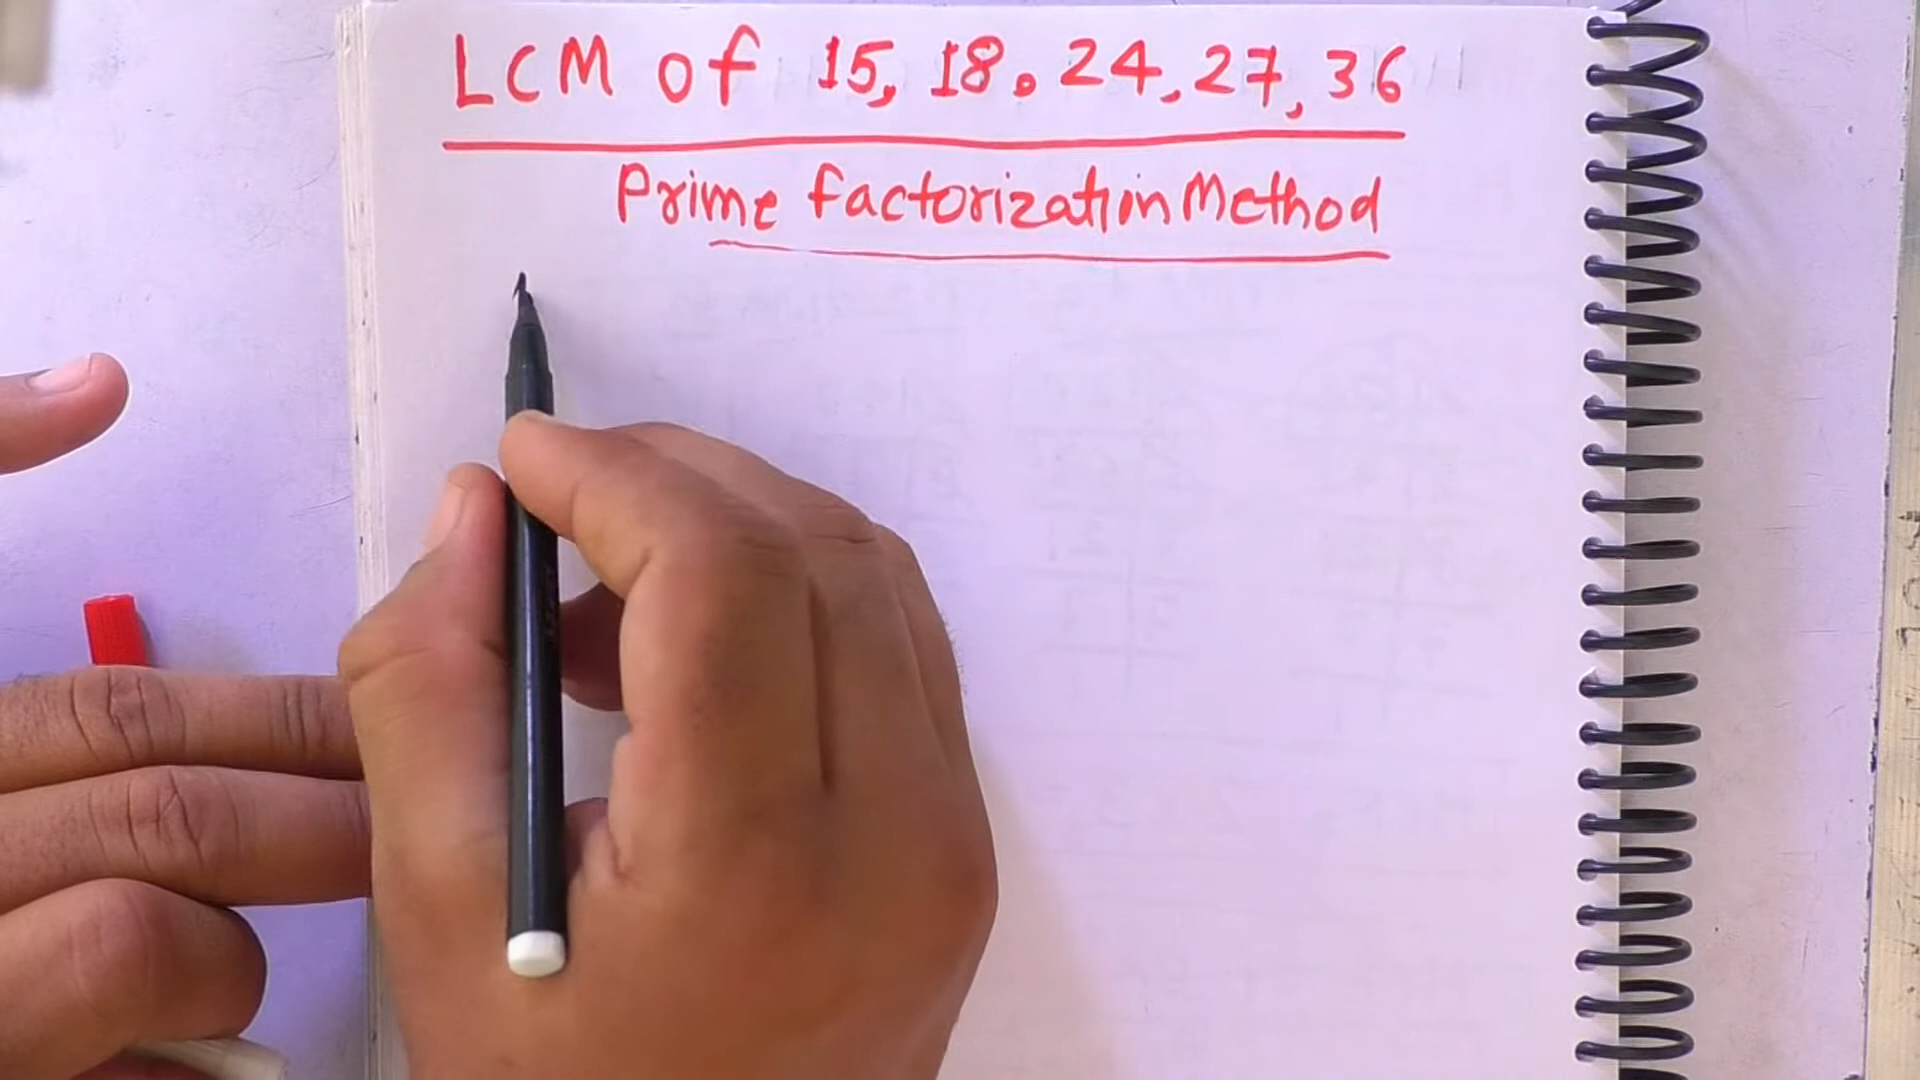 LCM of 15, 18, 24, 27, 36
Prime factorization Method